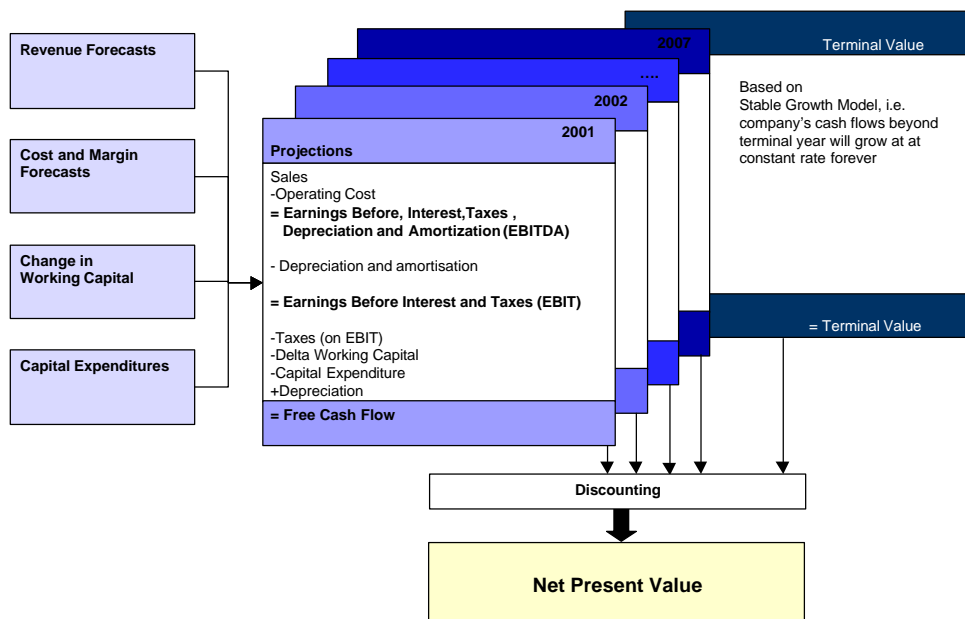 Revenue Forecasts
Cost and Margin
Forecasts
Change in
Working Capital
Capital Expenditures
2007
....
2002
2001
Projections
Sales
-Operating Cost
= Earnings Before, Interest,Taxes ,
Depreciation and Amortization (EBITDA)
- Depreciation and amortisation
= Earnings Before Interest and Taxes (EBIT)
-Taxes (on EBIT)
-Delta Working Capital
-Capital Expenditure
+Depreciation
= Free Cash Flow
Terminal Value
Based on
Stable Growth Model, i.e.
company's cash flows beyond
terminal year will grow at at
constant rate forever
= Terminal Value
Discounting
Net Present Value